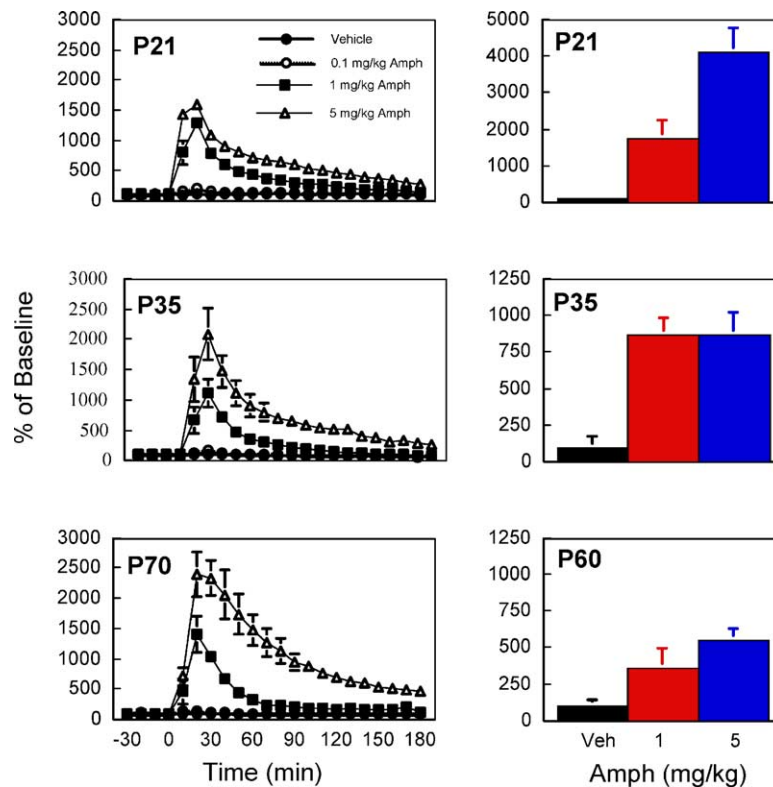 P21
3000
2500
2000
1500
1000
500
0
Vehicle
0.1 mg/kg Amph
1 mg/kg Amph
5 mg/kg Amph
P21
5000
4000
3000
2000
1000
0
P35
3000
2500
2000
1500
1000
500
0
P35
1250
1000
750
500
250
0
% of Baseline
P70
3000
2500
2000
1500
1000
500
0
-30 0 30 60 90 120 150 180
Time (min)
P60
1250
1000
750
500
250
0
Veh 1 5
Amph (mg/kg)